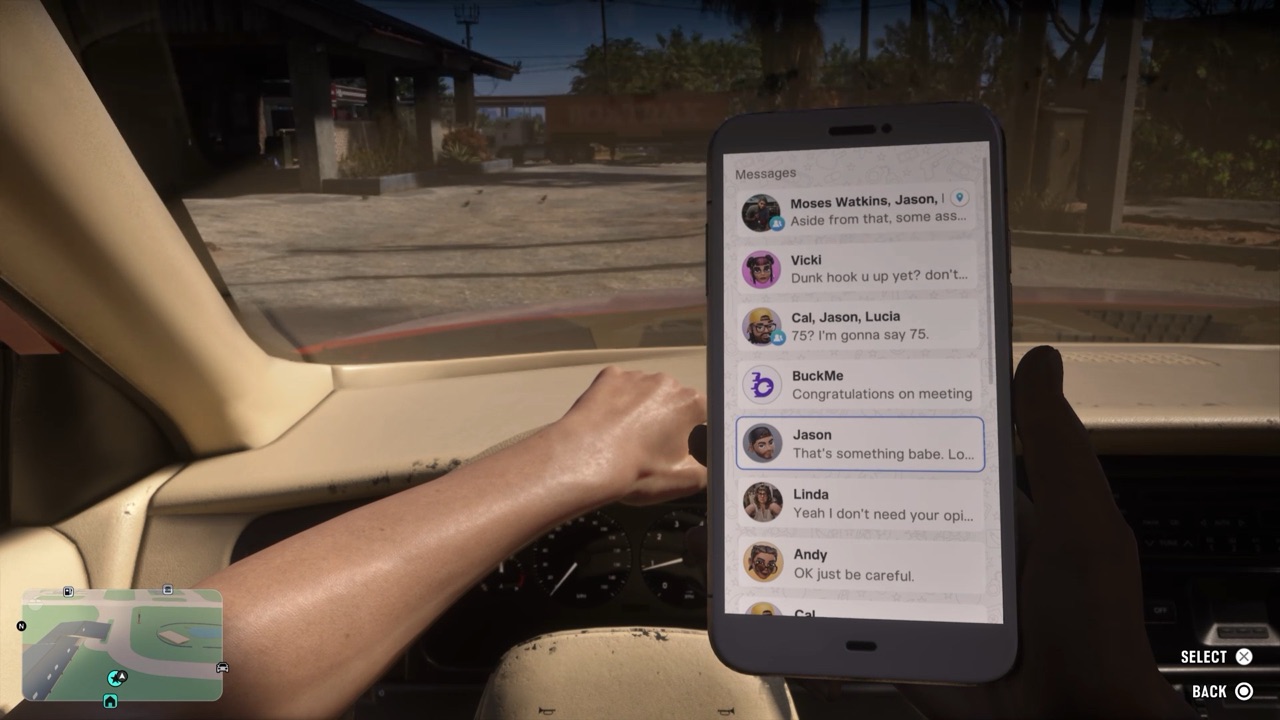 Messages
Moses Watkins, Jason,
Aside from that, some ass...
Vicki
Dunk hook u up yet? don't...
Cal, Jason, Lucia
75? I'm gonna say 75.
BuckMe
Congratulations on meeting
Jason
That's something babe. Lo...
Linda
Yeah I don't need your opi...
Andy
OK just be careful.
Cal
OFF
N
SELECT
BACK